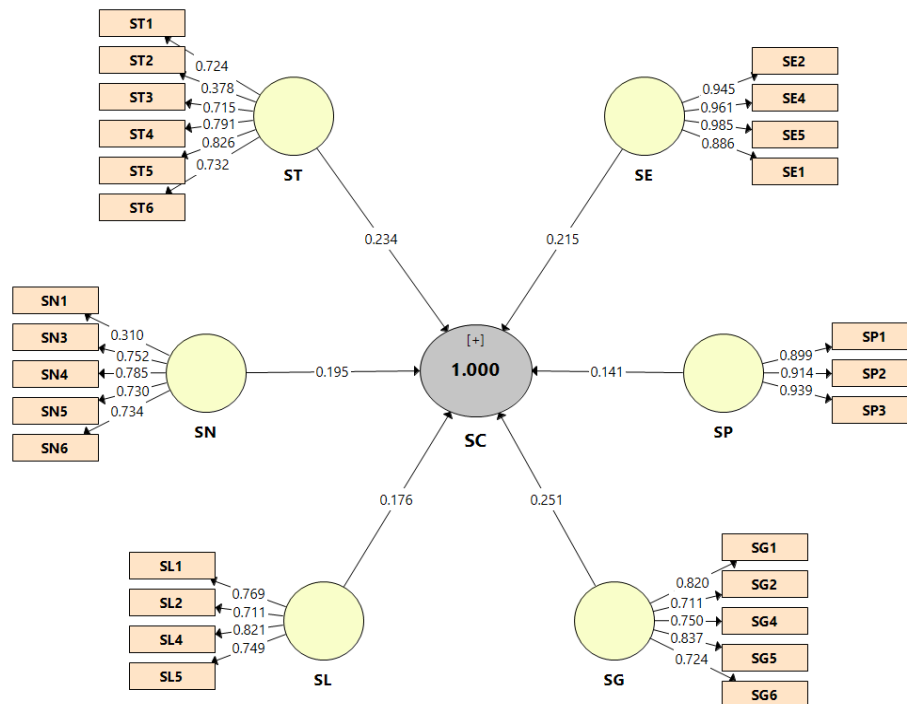 ST1
ST2
ST3
ST4
ST5
ST6
0.724
0.378
0.715
0.791
0.826
0.732
ST
SE2
SE4
SE5
SE1
0.945
0.961
0.985
0.886
SE
0.234
0.215
SN1
SN3
SN4
SN5
SN6
0.310
0.752
0.785
0.730
0.734
SN
0.195
[+]
1.000
SC
0.141
SP1
SP2
SP3
0.899
0.914
0.939
SP
0.176
0.251
SL1
SL2
SL4
SL5
0.769
0.711
0.821
0.749
SL
SG1
SG2
SG4
SG5
SG6
0.820
0.711
0.750
0.837
0.724
SG